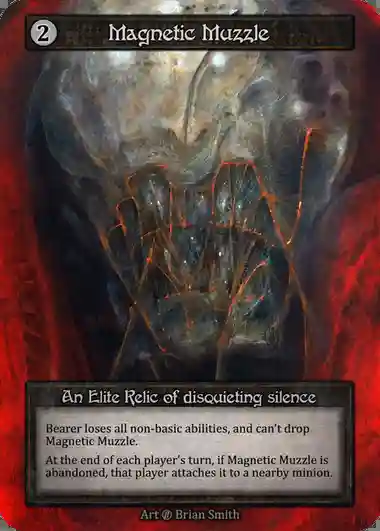 2
Magnetic Muzzle
An Elite Relic of disquieting silence
Bearer loses all non-basic abilities, and can't drop
Magnetic Muzzle.
At the end of each player's turn, if Magnetic Muzzle is
abandoned, that player attaches it to a nearby minion.
Art @ Brian Smith